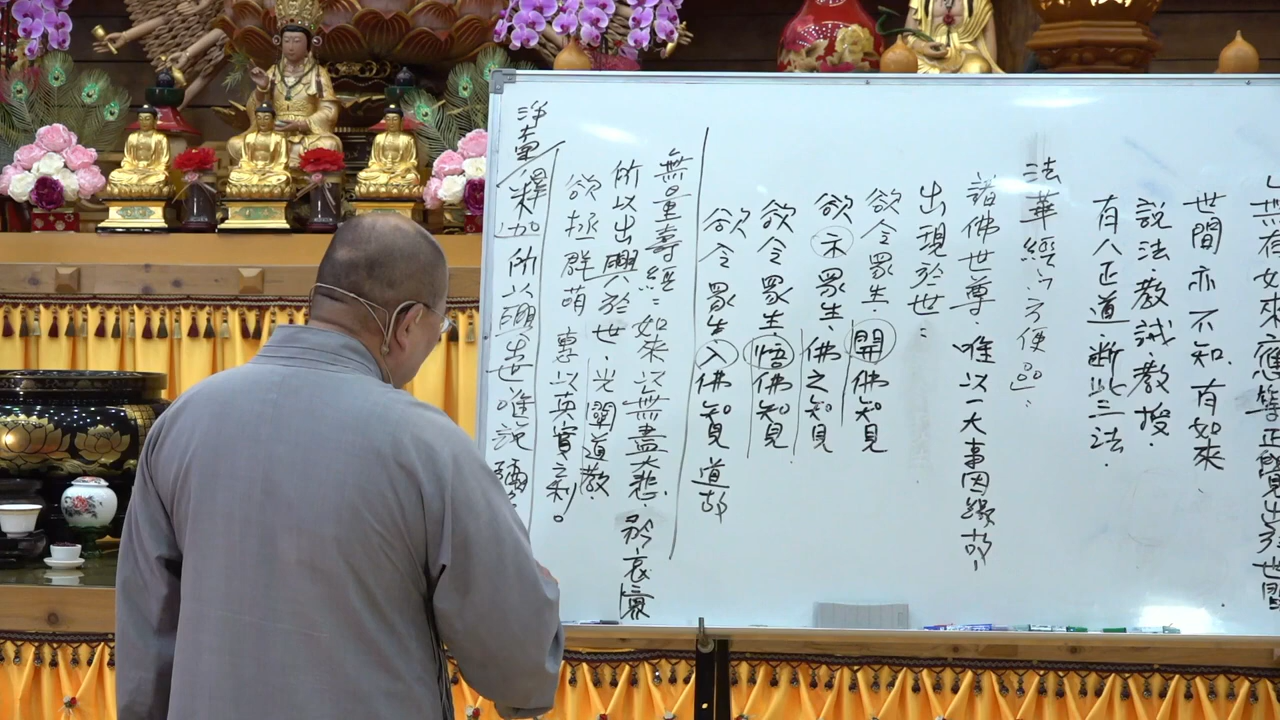 無有如來應等正覺出於世間
世間亦不知有如來
說法、教誡、教授.
有八正道斷此三法.
法華經·方便品:
諸佛世尊、唯以一大事因緣故、
出現於世:
欲令眾生.開佛知見
欲示眾生、佛之知見
欲令眾生悟佛知見.
欲令眾生入佛知見道故
無量壽經:如來以無盡大悲.矜哀
所以出興於世.光闡道教.
欲拯群萌專以真實之利。
淨土
釋迦所以興出世唯說彌